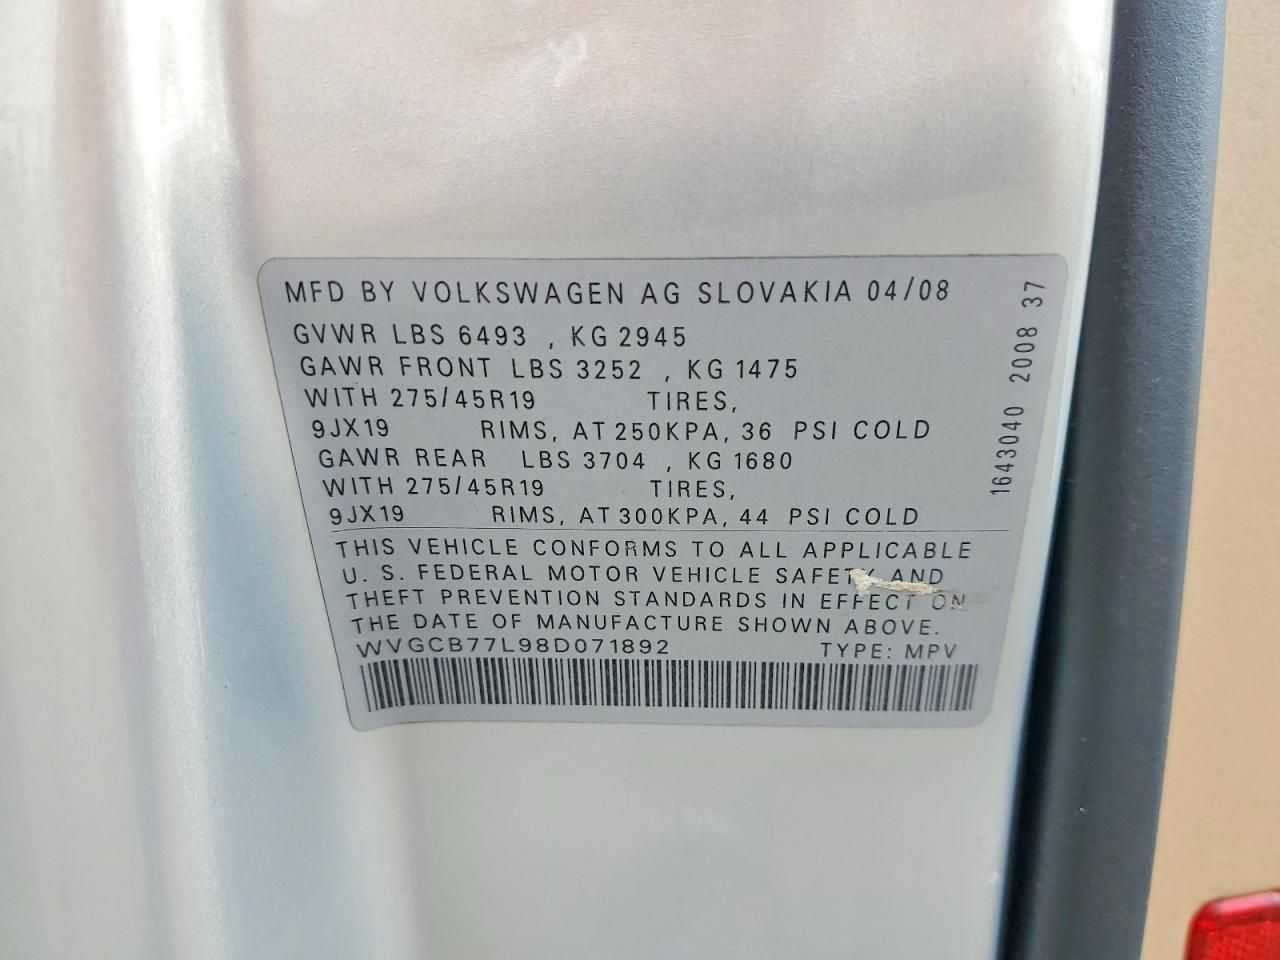 MFD BY VOLKSWAGEN AG SLOVAKIA 04/08
GVWR LBS 6493 , KG 2945
GAWR FRONT LBS 3252 , KG 1475
WITH 275/45R19 TIRES,
9JX19 RIMS, AT 250KPA, 36 PSI COLD
GAWR REAR LBS 3704 , KG 1680
WITH 275/45R19 TIRES,
9JX19 RIMS, AT 300KPA, 44 PSI COLD
THIS VEHICLE CONFORMS TO ALL APPLICABLE
U. S. FEDERAL MOTOR VEHICLE SAFETY AND
THEFT PREVENTION STANDARDS IN EFFECT ON
THE DATE OF MANUFACTURE SHOWN ABOVE.
WVGCB77L98D071892 TYPE: MPV
1643040 2008 37